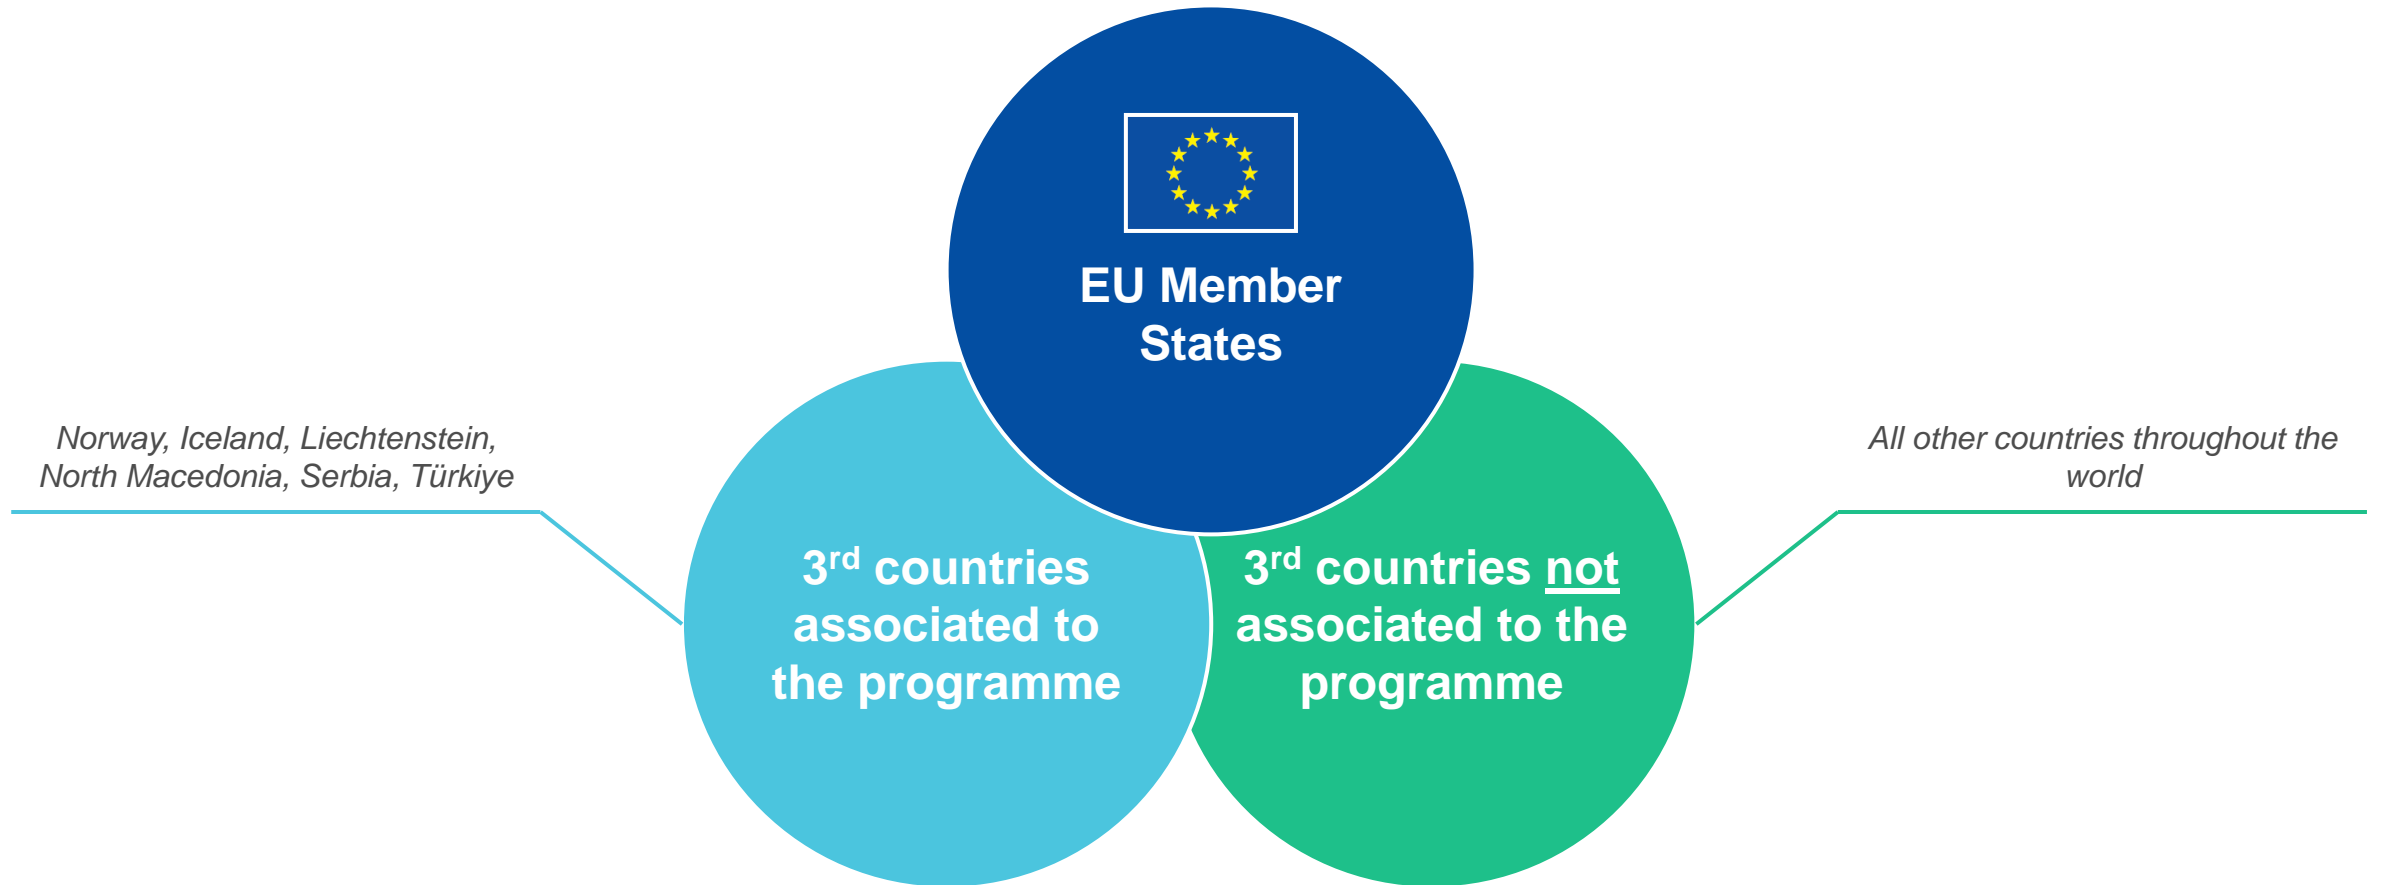 EU Member
States
Norway, Iceland, Liechtenstein,
North Macedonia, Serbia, Türkiye
All other countries throughout the
world
3rd countries
associated to
the programme
3rd countries not
associated to the
programme